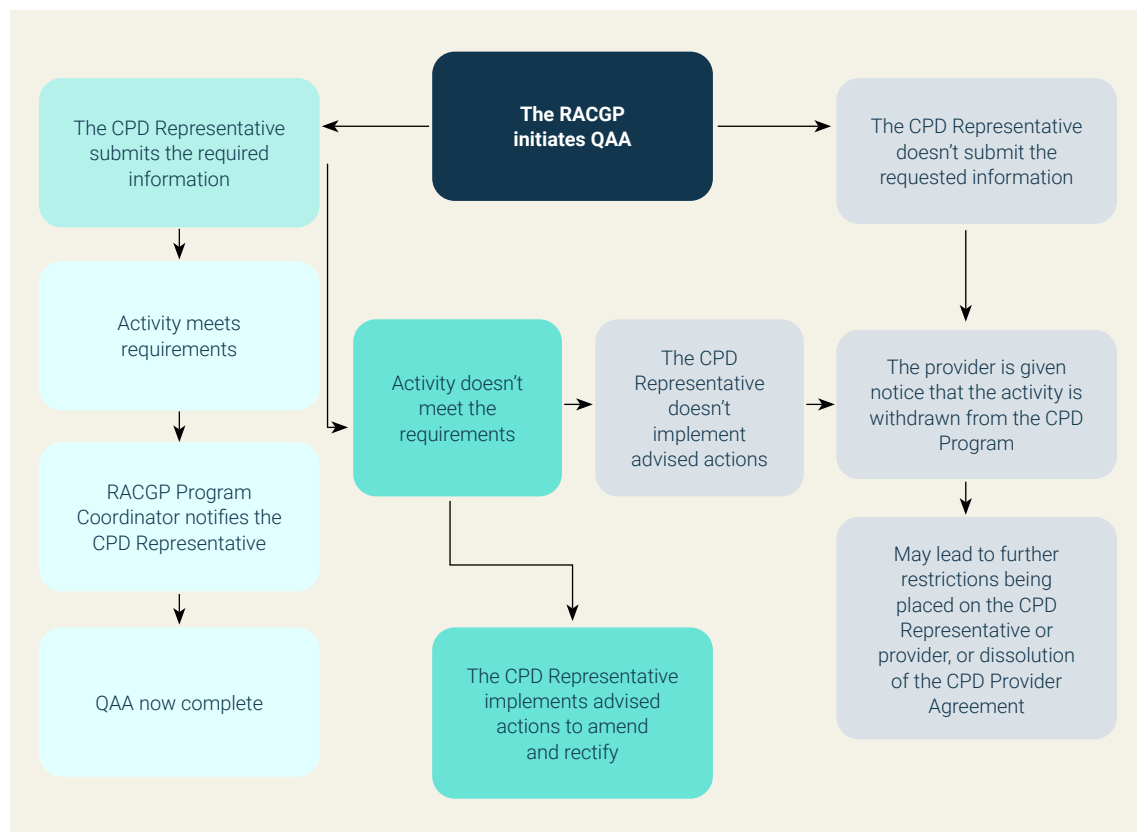 The RACGP
initiates QAA
The CPD Representative
submits the required
information
The CPD Representative
doesn't submit the
requested information
Activity meets
requirements
Activity doesn't
meet the
requirements
The CPD
Representative
doesn't
implement
advised actions
The provider is given
notice that the activity is
withdrawn from the CPD
Program
RACGP Program
Coordinator notifies the
CPD Representative
May lead to further
restrictions being
placed on the CPD
Representative or
provider, or dissolution
of the CPD Provider
Agreement
QAA now complete
The CPD Representative
implements advised
actions to amend
and rectify